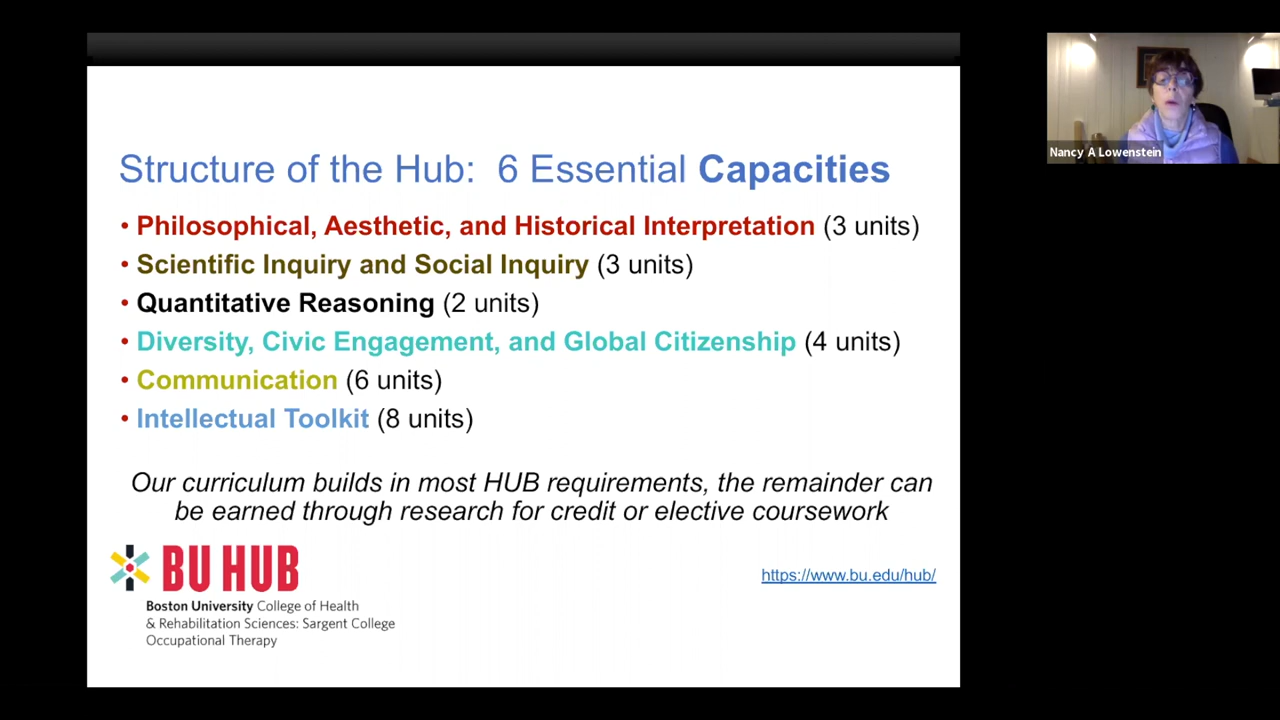 Structure of the Hub: 6 Essential Capacities
• Philosophical, Aesthetic, and Historical Interpretation (3 units)
• Scientific Inquiry and Social Inquiry (3 units)
• Quantitative Reasoning (2 units)
• Diversity, Civic Engagement, and Global Citizenship (4 units)
• Communication (6 units)
• Intellectual Toolkit (8 units)
Our curriculum builds in most HUB requirements, the remainder can
be earned through research for credit or elective coursework
BU HUB
https://www.bu.edu/hub/
Boston University College of Health
& Rehabilitation Sciences: Sargent College
Occupational Therapy
Nancy A Lowenstein